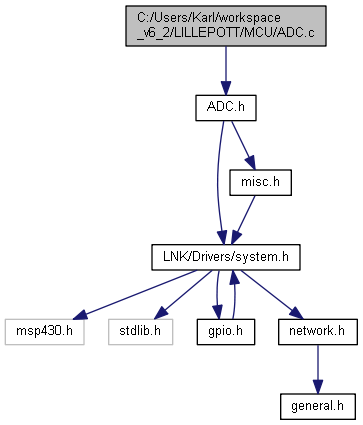 C:/Users/Karl/workspace
_v6_2/LILLEPOTT/MCU/ADC.c
ADC.h
misc.h
LNK/Drivers/system.h
msp430.h
stdlib.h
gpio.h
network.h
general.h